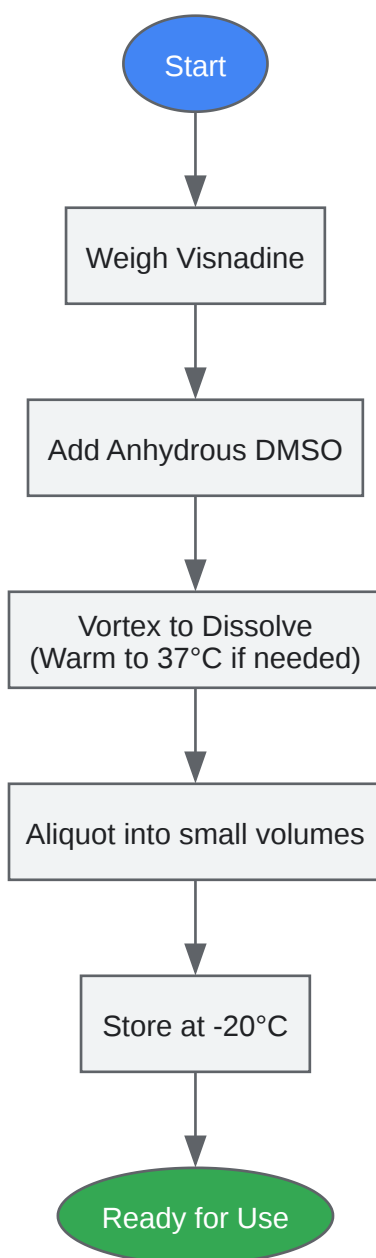 Start
Weigh Visnadine
Add Anhydrous DMSO
Vortex to Dissolve
(Warm to 37°C if needed)
Aliquot into small volumes
Store at -20°C
Ready for Use